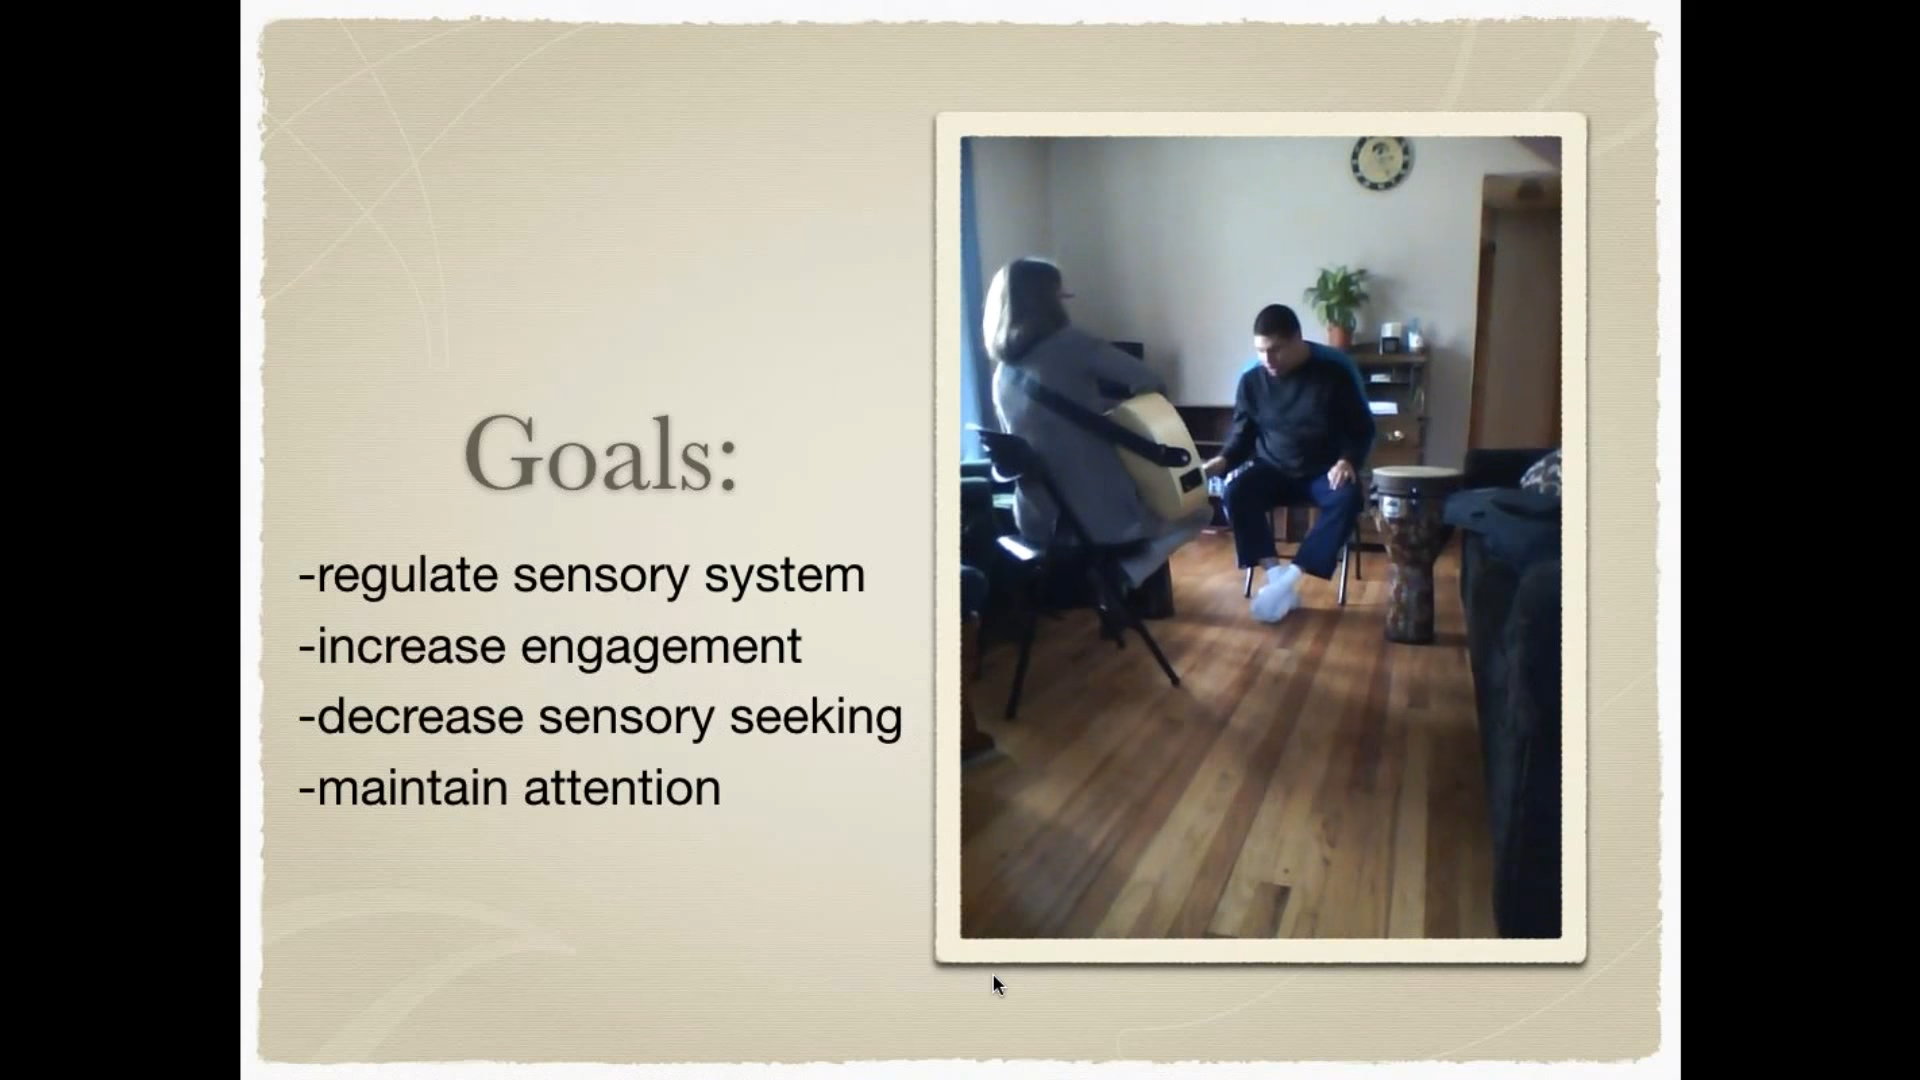 Goals:
-regulate sensory system
-increase engagement
-decrease sensory seeking
-maintain attention